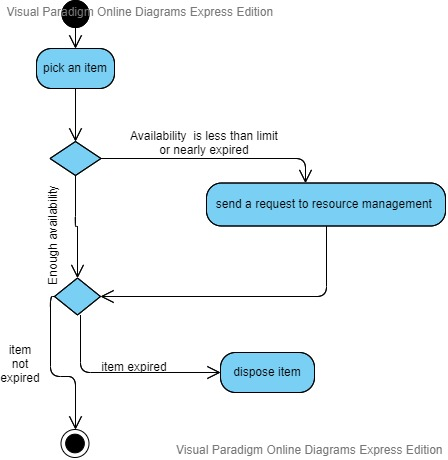 Visual Paradigm Online Diagrams Express Edition
pick an item
Availability is less than limit
or nearly expired
send a request to resource management
Enough availability
item
not
expired
item expired
dispose item
Visual Paradigm Online Diagrams Express Edition